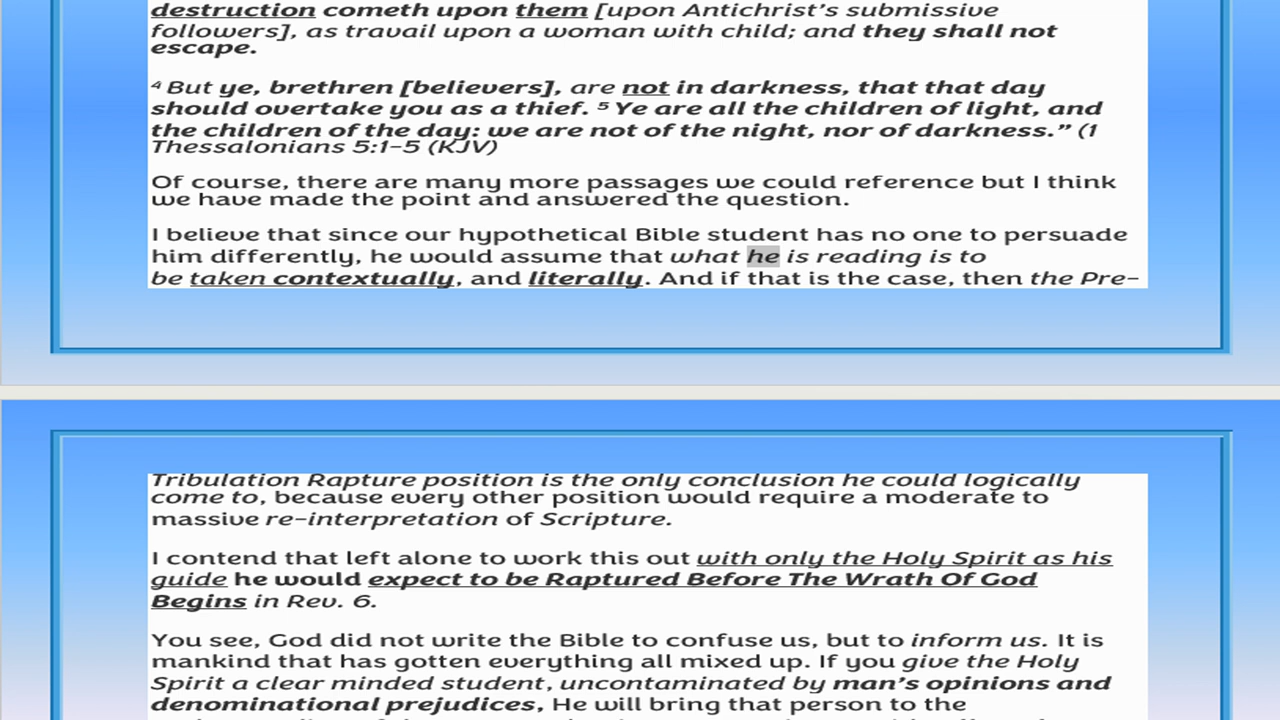 destruction cometh upon them [upon Antichrist's submissive
followers], as travail upon a woman with child; and they shall not
escape.
⁴ But ye, brethren [believers], are not in darkness, that that day
should overtake you as a thief. ⁵ Ye are all the children of light, and
the children of the day: we are not of the night, nor of darkness.” (1
Thessalonians 5:1-5 (KJV)
Of course, there are many more passages we could reference but I think
we have made the point and answered the question.
I believe that since our hypothetical Bible student has no one to persuade
him differently, he would assume that what he is reading is to
be taken contextually, and literally. And if that is the case, then the Pre-
Tribulation Rapture position is the only conclusion he could logically
come to, because every other position would require a moderate to
massive re-interpretation of Scripture.
I contend that left alone to work this out with only the Holy Spirit as his
guide he would expect to be Raptured Before The Wrath Of God
Begins in Rev. 6.
You see, God did not write the Bible to confuse us, but to inform us. It is
mankind that has gotten everything all mixed up. If you give the Holy
Spirit a clear minded student, uncontaminated by man's opinions and
denominational prejudices, He will bring that person to the